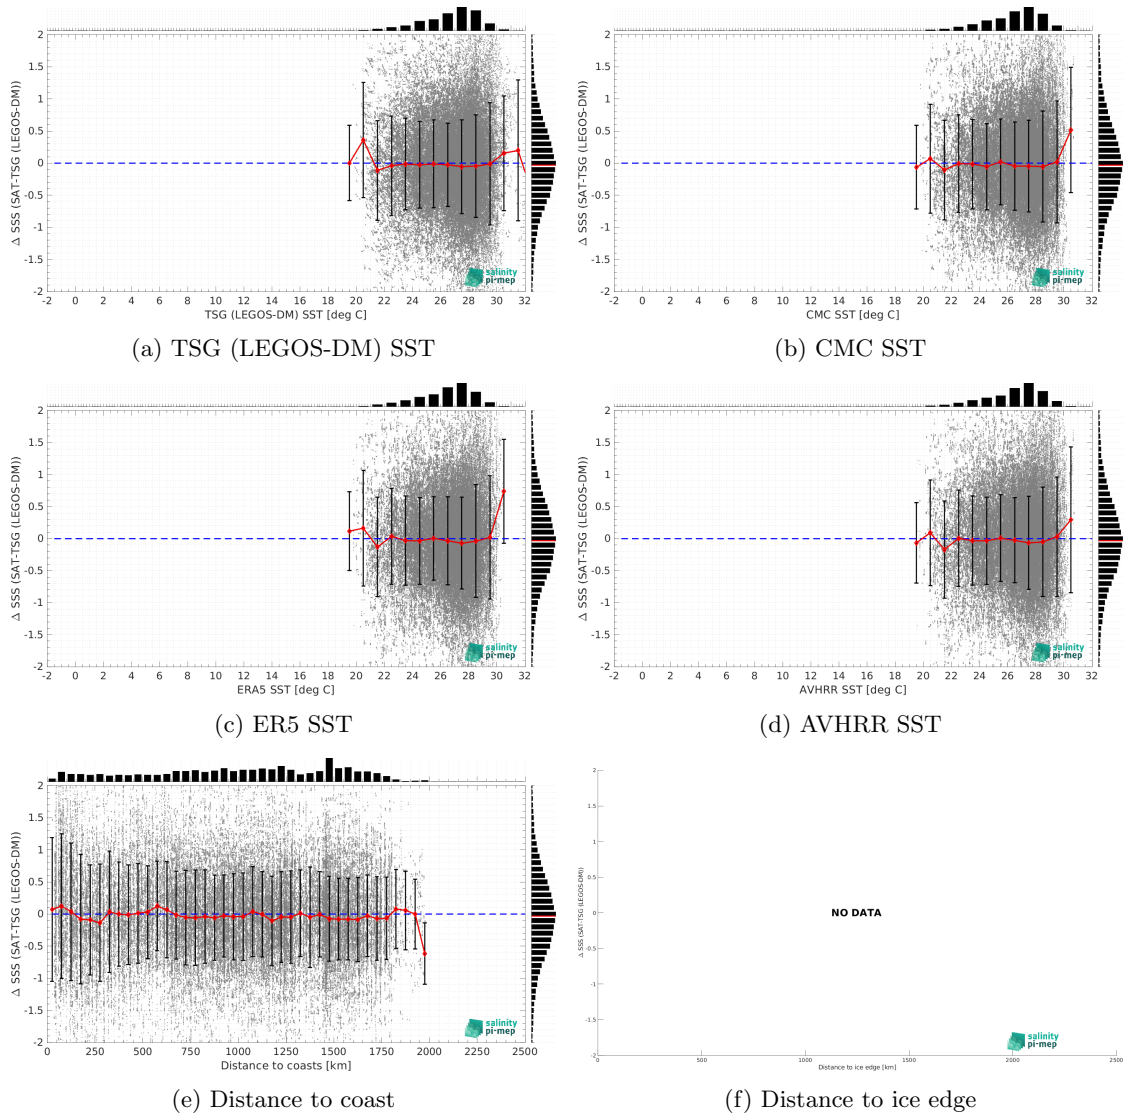 2
1.5
1
0.5
0
-0.5
-1
-1.5
-2
Δ SSS (SAT-TSG (LEGOS-DM))
salinity
pi-mep
-2 0 2 4 6 8 10 12 14 16 18 20 22 24 26 28 30 32
TSG (LEGOS-DM) SST [deg C]
(a) TSG (LEGOS-DM) SST
2
1.5
1
0.5
0
-0.5
-1
-1.5
-2
Δ SSS (SAT-TSG (LEGOS-DM))
salinity
pi-mep
-2 0 2 4 6 8 10 12 14 16 18 20 22 24 26 28 30 32
CMC SST [deg C]
(b) CMC SST
2
1.5
1
0.5
0
-0.5
-1
-1.5
-2
Δ SSS (SAT-TSG (LEGOS-DM))
salinity
pi-mep
-2 0 2 4 6 8 10 12 14 16 18 20 22 24 26 28 30 32
ERA5 SST [deg C]
(c) ER5 SST
2
1.5
1
0.5
0
-0.5
-1
-1.5
-2
Δ SSS (SAT-TSG (LEGOS-DM))
salinity
pi-mep
-2 0 2 4 6 8 10 12 14 16 18 20 22 24 26 28 30 32
AVHRR SST [deg C]
(d) AVHRR SST
2
1.5
1
0.5
0
-0.5
-1
-1.5
-2
Δ SSS (SAT-TSG (LEGOS-DM))
salinity
pi-mep
0 250 500 750 1000 1250 1500 1750 2000 2250 2500
Distance to coasts [km]
(e) Distance to coast
2
1.5
1
0.5
0
-0.5
-1
-1.5
-2
Δ SSS (SAT-TSG (LEGOS-DM))
NO DATA
salinity
pi-mep
0 500 1000 1500 2000 2500
Distance to ice edge [km]
(f) Distance to ice edge